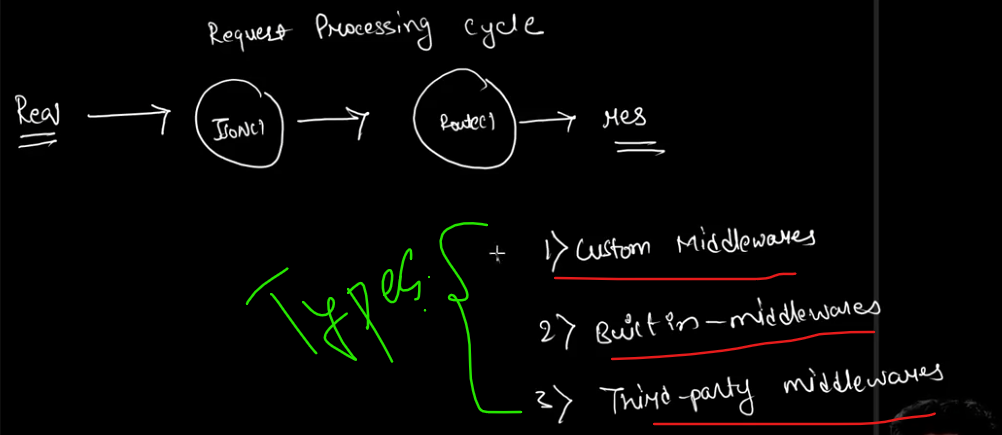 Request Processing cycle
Req
Json()
Route()
res
Types:
1) Custom Middlewares
2) Built in-middlewares
3) Third-party middlewares